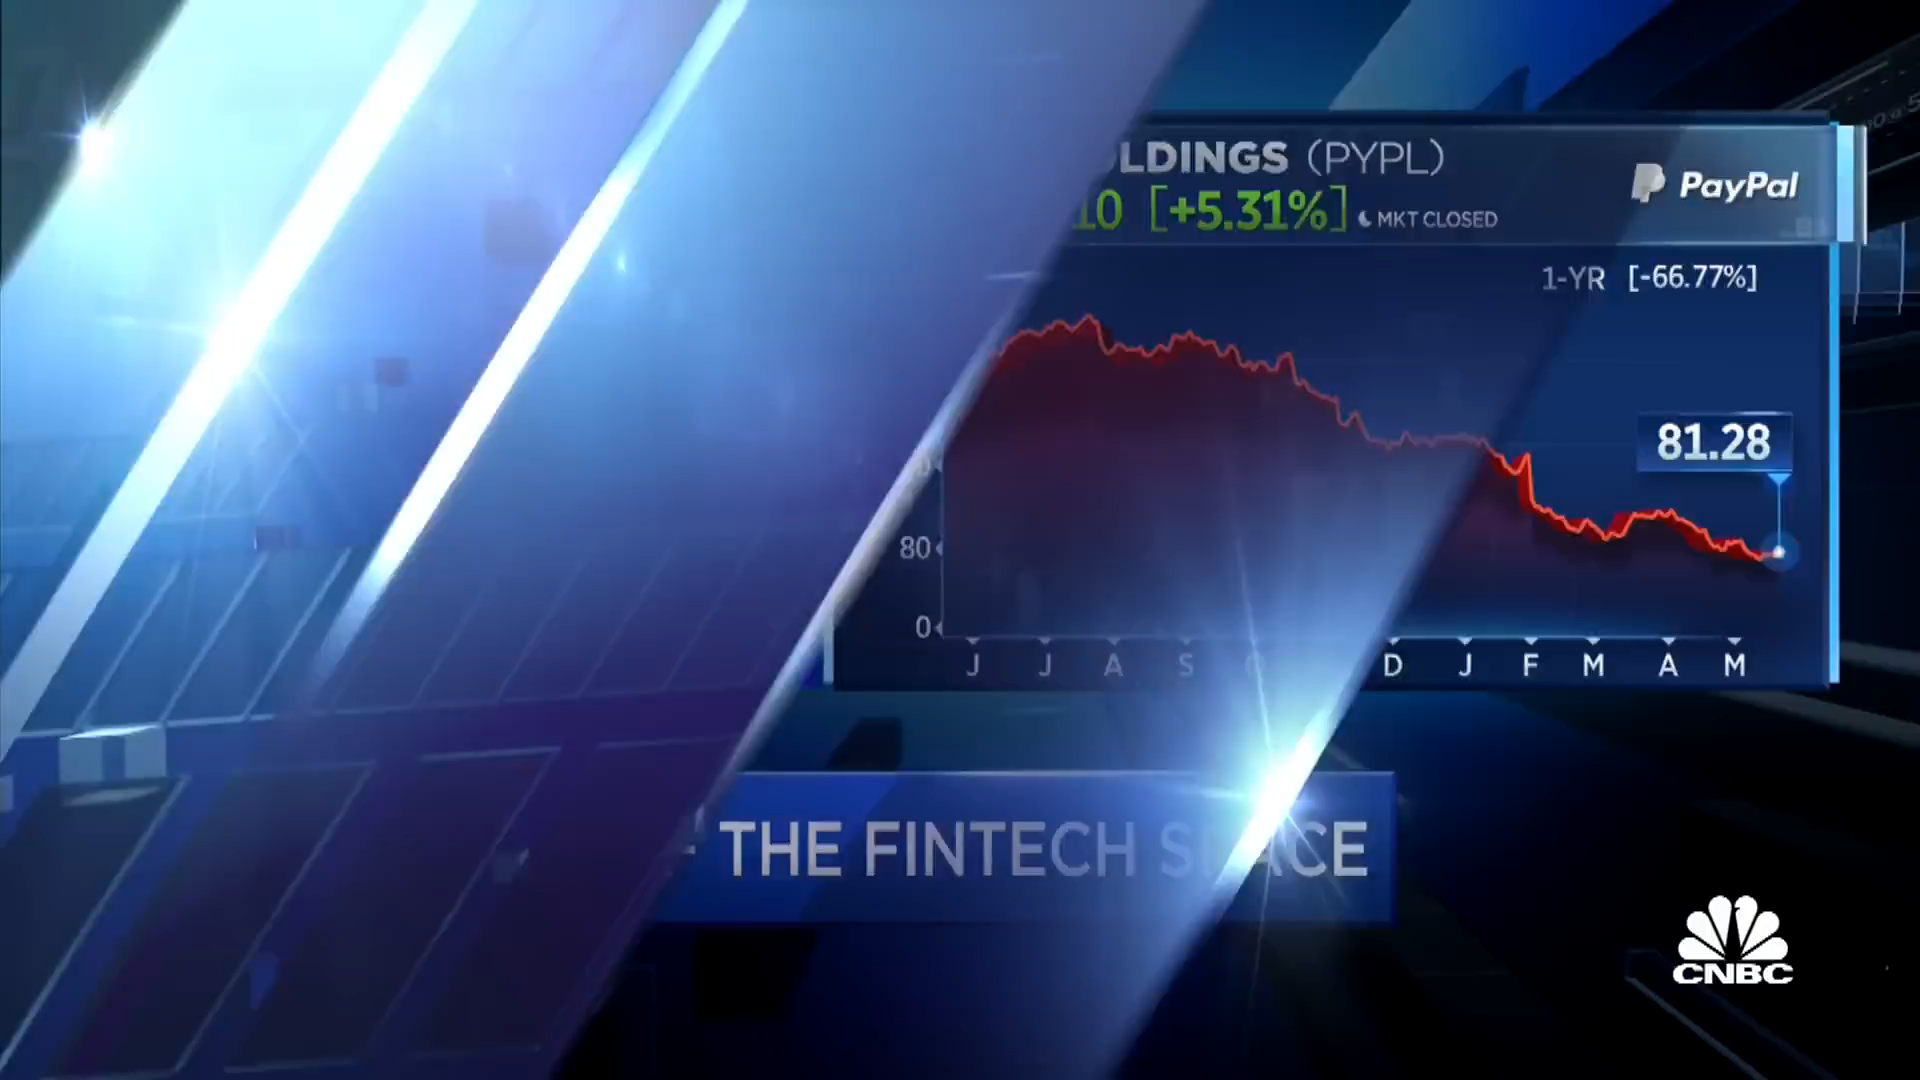 LDINGS (PYPL)
10 [+5.31%] MKT CLOSED
PayPal
1-YR [-66.77%]
81.28
80
0
J J A S O D J F M A M
THE FINTECH SPACE
CNBC